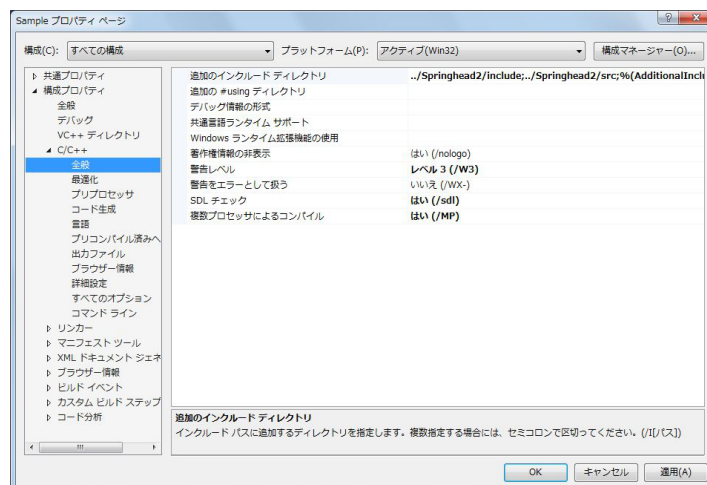 Sample プロパティ ページ
構成(C): すべての構成 プラットフォーム(P): アクティブ(Win32) 構成マネージャー(O)...
共通プロパティ
構成プロパティ
全般
デバッグ
VC++ ディレクトリ
C/C++
全般
最適化
プリプロセッサ
コード生成
言語
プリコンパイル済みヘ
出力ファイル
ブラウザー情報
詳細設定
すべてのオプション
コマンド ライン
リンカー
マニフェスト ツール
XML ドキュメント ジェネ
ブラウザー情報
ビルド イベント
カスタム ビルド ステップ
コード分析
追加のインクルード ディレクトリ ../Springhead2/include;../Springhead2/src;%(AdditionalInclu
追加の #using ディレクトリ
デバッグ情報の形式
共通言語ランタイム サポート
Windows ランタイム拡張機能の使用
著作権情報の非表示 はい (/nologo)
警告レベル レベル 3 (/W3)
警告をエラーとして扱う いいえ (/WX-)
SDL チェック はい (/sdl)
複数プロセッサによるコンパイル はい (/MP)
追加のインクルード ディレクトリ
インクルード パスに追加するディレクトリを指定します。複数指定する場合には、セミコロンで区切ってください。(/I[パス])
OK キャンセル 適用(A)